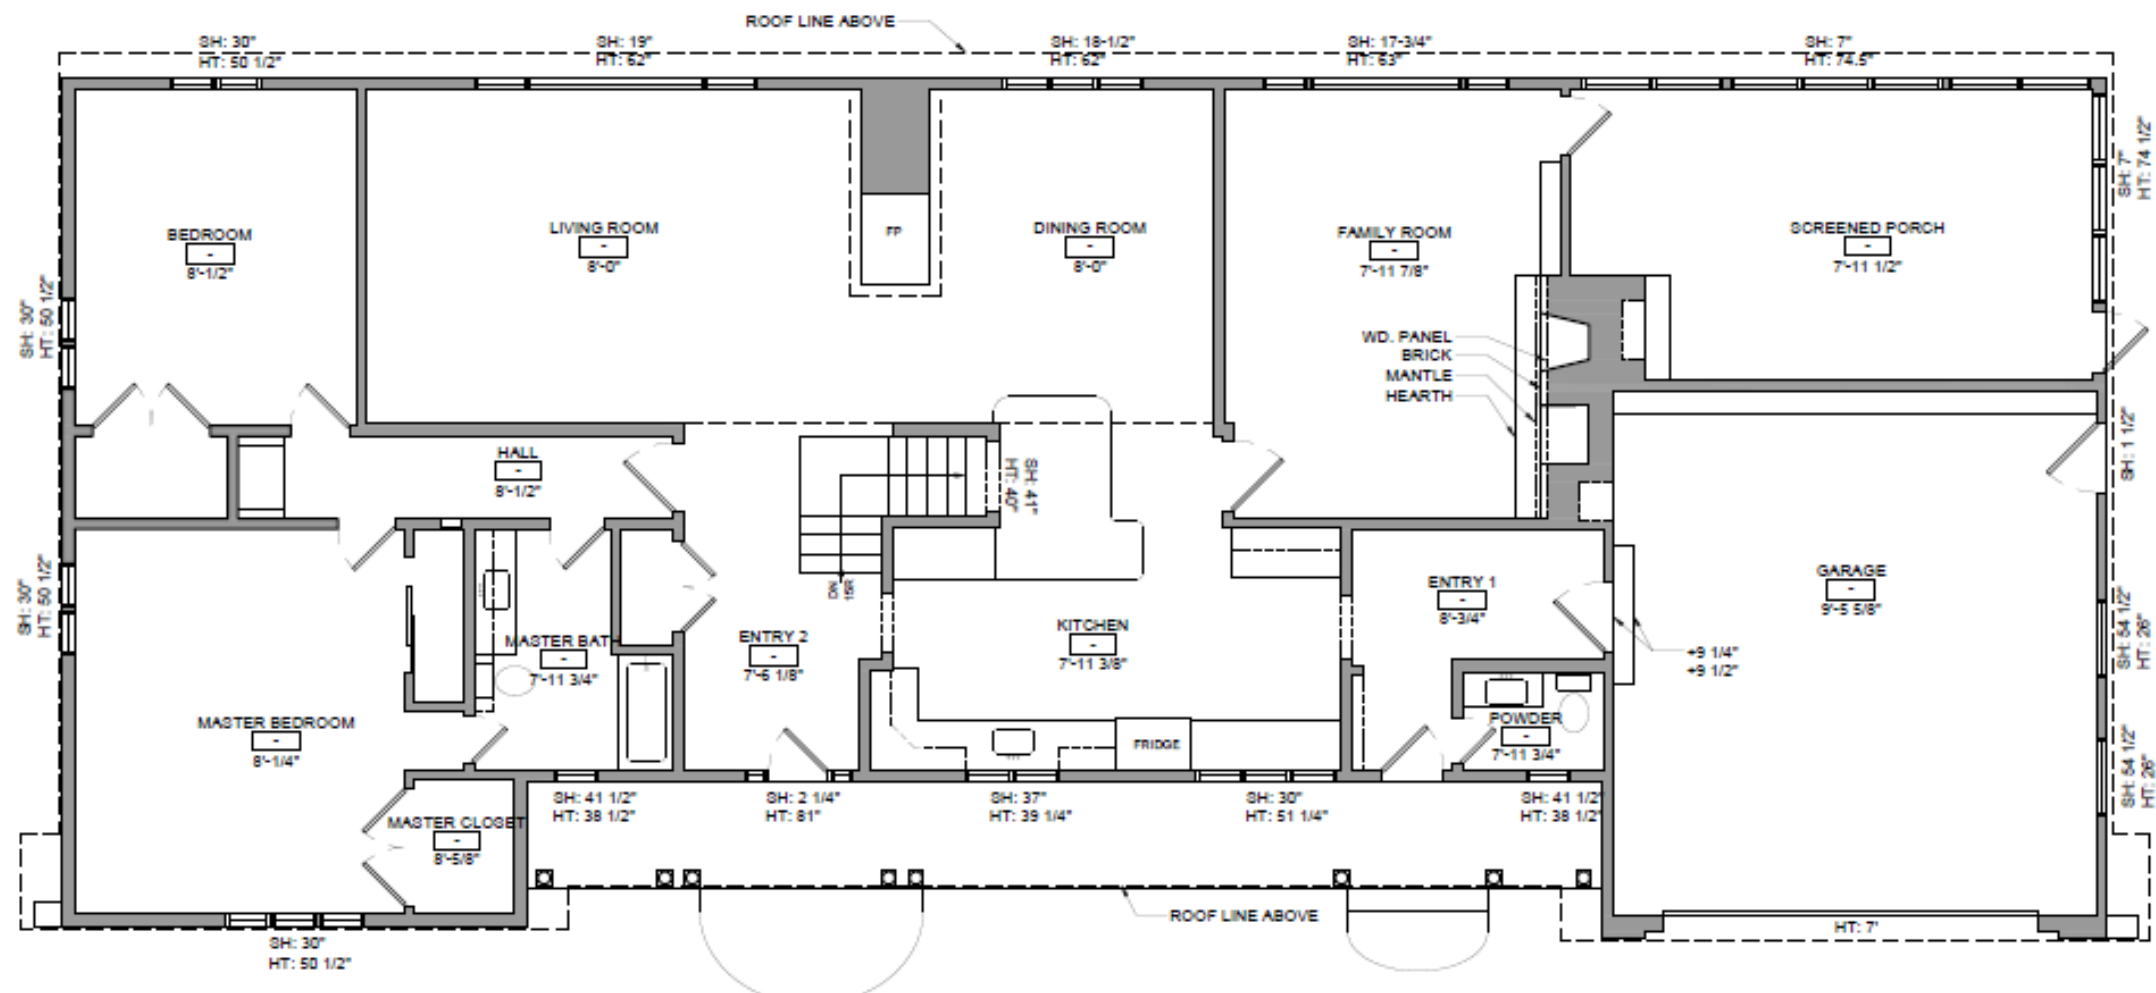 ROOF LINE ABOVE
SH: 30"
HT: 50 1/2"
SH: 19"
HT: 62"
SH: 18-1/2"
HT: 62"
SH: 17-3/4"
HT: 63"
SH: 7"
HT: 74.5"
SH: 7"
HT: 74 1/2"
BEDROOM
-
8'-1/2"
LIVING ROOM
-
8'-0"
FP
DINING ROOM
-
8'-0"
FAMILY ROOM
-
7'-11 7/8"
SCREENED PORCH
-
7'-11 1/2"
SH: 30"
HT: 50 1/2"
WD. PANEL
BRICK
MANTLE
HEARTH
HALL
-
8'-1/2"
SH: 41"
HT: 40"
SH: 1 1/2"
SH: 30"
HT: 50 1/2"
DN
15R
ENTRY 1
-
8'-3/4"
GARAGE
-
9'-5 5/8"
MASTER BATH
-
7'-11 3/4"
ENTRY 2
-
7'-6 1/8"
KITCHEN
-
7'-11 3/8"
+9 1/4"
+9 1/2"
SH: 54 1/2"
HT: 26"
MASTER BEDROOM
-
8'-1/4"
FRIDGE
POWDER
-
7'-11 3/4"
SH: 54 1/2"
HT: 26"
MASTER CLOSET
-
8'-5/8"
SH: 41 1/2"
HT: 38 1/2"
SH: 2 1/4"
HT: 81"
SH: 37"
HT: 39 1/4"
SH: 30"
HT: 51 1/4"
SH: 41 1/2"
HT: 38 1/2"
ROOF LINE ABOVE
HT: 7'
SH: 30"
HT: 50 1/2"